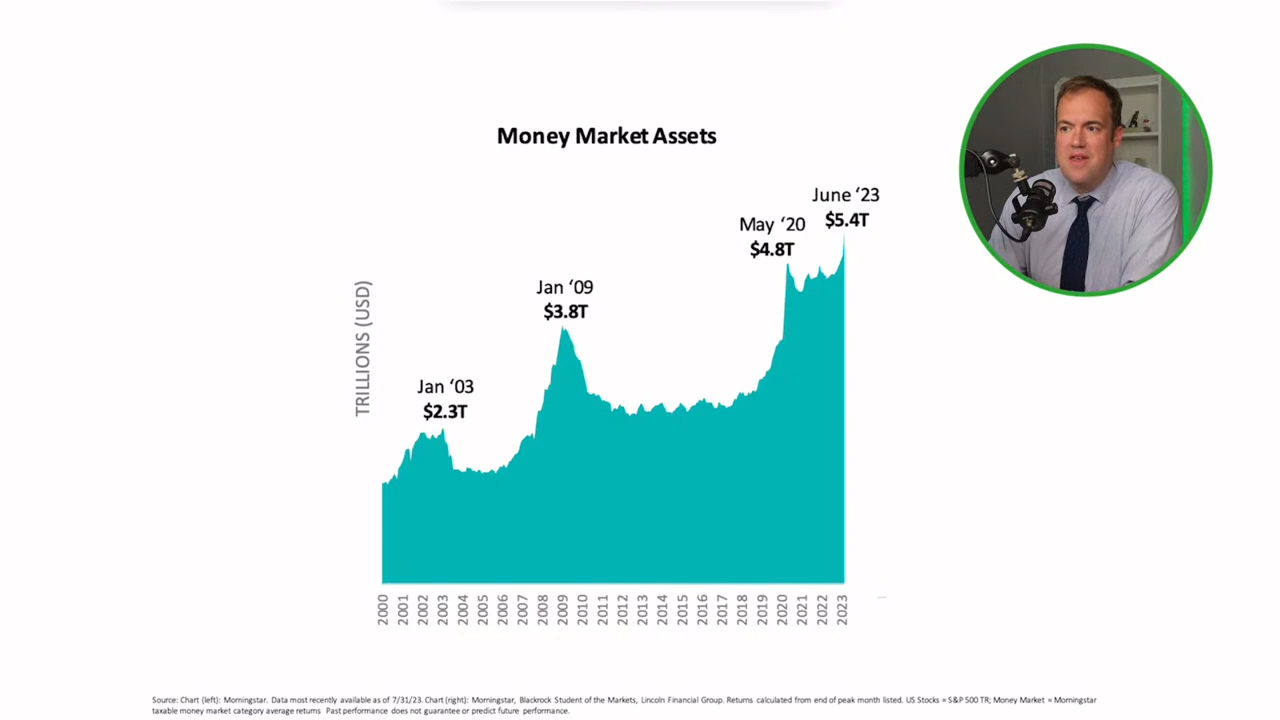 Money Market Assets
June ‘23
$5.4T
May ‘20
$4.8T
Jan ‘09
$3.8T
Jan ‘03
$2.3T
TRILLIONS (USD)
2000 2001 2002 2003 2004 2005 2006 2007 2008 2009 2010 2011 2012 2013 2014 2015 2016 2017 2018 2019 2020 2021 2022 2023
Source: Chart (left): Morningstar. Data most recently available as of 7/31/23. Chart (right): Morningstar, Blackrock Student of the Markets, Lincoln Financial Group. Returns calculated from end of peak month listed. US Stocks = S&P 500 TR; Money Market = Morningstar
taxable money market category average returns Past performance does not guarantee or predict future performance.